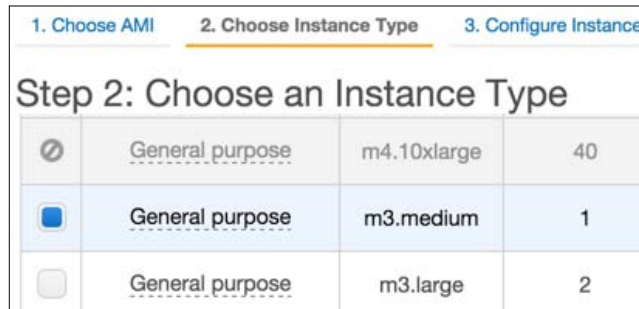 1. Choose AMI 2. Choose Instance Type 3. Configure Instance
Step 2: Choose an Instance Type
General purpose m4.10xlarge 40
General purpose m3.medium 1
General purpose m3.large 2